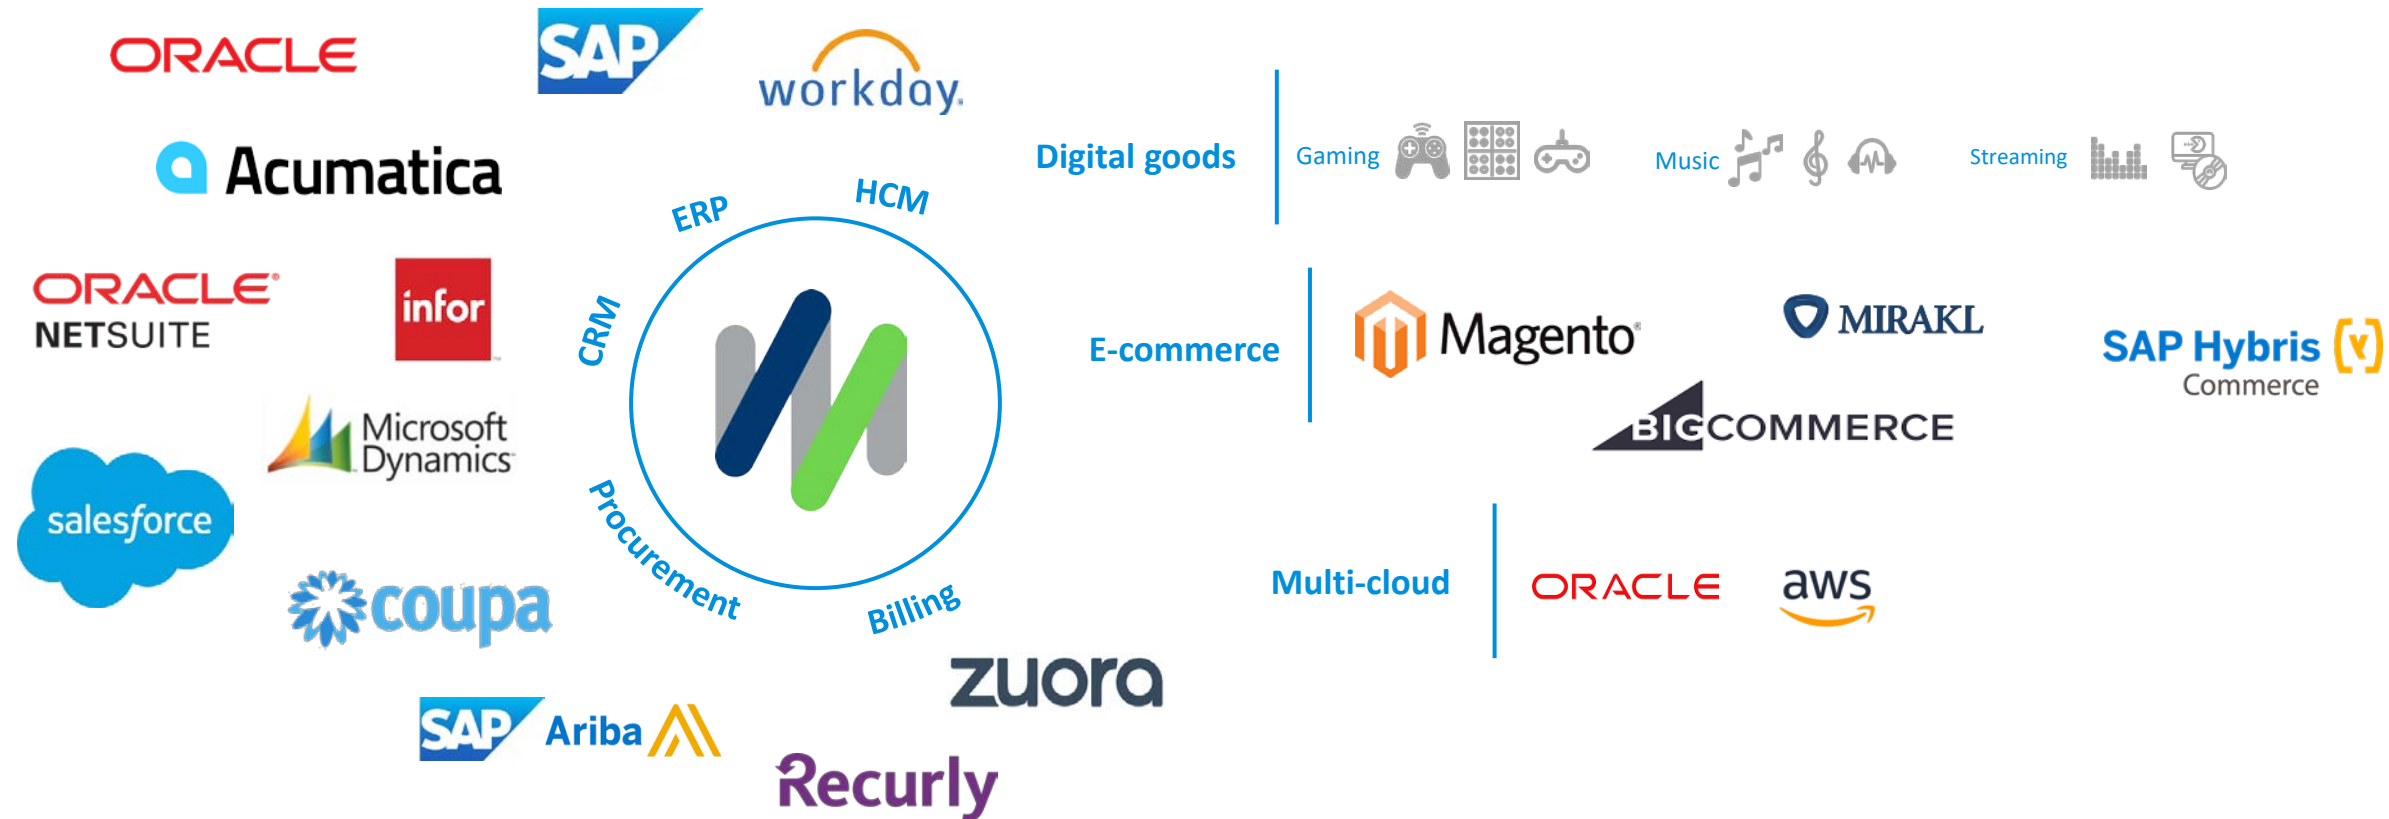 ORACLE
SAP
workday.
Acumatica
ERP
HCM
CRM
Procurement
Billing
ORACLE®
NETSUITE
infor
Microsoft
Dynamics
salesforce
coupa
SAP Ariba
zuora
Recurly
Digital goods
Gaming
Music
Streaming
E-commerce
Magento®
MIRAKL
SAP Hybris
Commerce
BIGCOMMERCE
Multi-cloud
ORACLE
aws